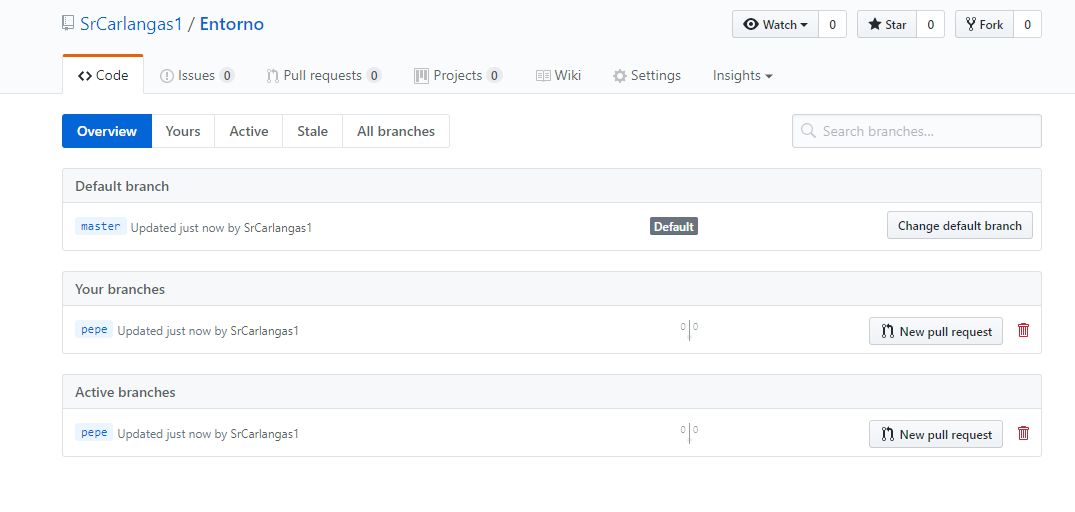 SrCarlangas1 / Entorno
Watch 0 Star 0 Fork 0
Code Issues 0 Pull requests 0 Projects 0 Wiki Settings Insights
Overview Yours Active Stale All branches Search branches...
Default branch
master Updated just now by SrCarlangas1 Default Change default branch
Your branches
pepe Updated just now by SrCarlangas1 0 0 New pull request
Active branches
pepe Updated just now by SrCarlangas1 0 0 New pull request